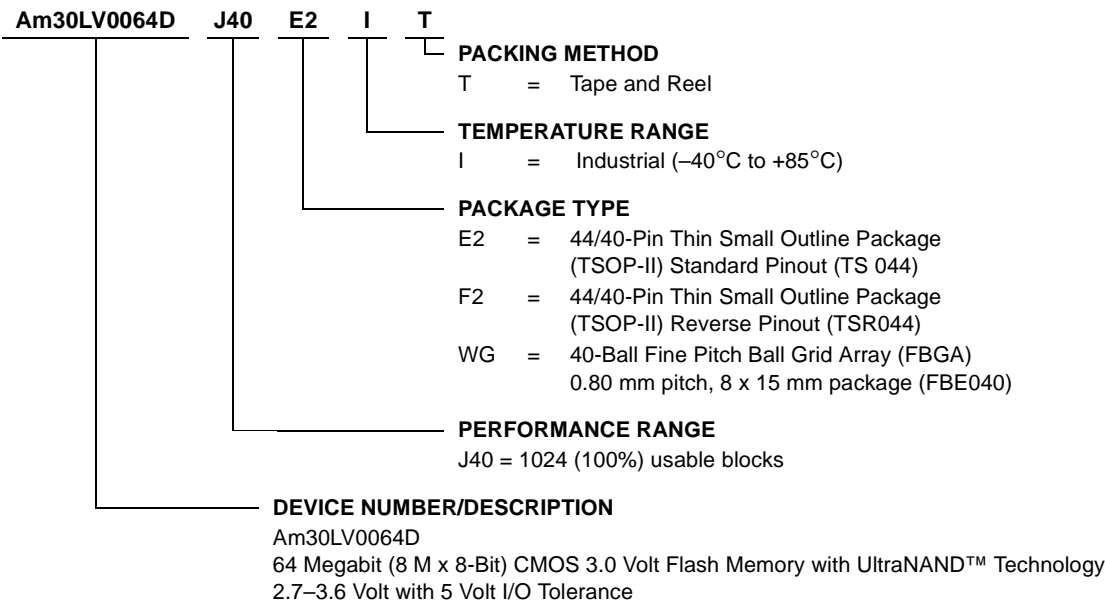 Am30LV0064D J40 E2 I T
PACKING METHOD
T = Tape and Reel
TEMPERATURE RANGE
I = Industrial (–40°C to +85°C)
PACKAGE TYPE
E2 = 44/40-Pin Thin Small Outline Package
(TSOP-II) Standard Pinout (TS 044)
F2 = 44/40-Pin Thin Small Outline Package
(TSOP-II) Reverse Pinout (TSR044)
WG = 40-Ball Fine Pitch Ball Grid Array (FBGA)
0.80 mm pitch, 8 x 15 mm package (FBE040)
PERFORMANCE RANGE
J40 = 1024 (100%) usable blocks
DEVICE NUMBER/DESCRIPTION
Am30LV0064D
64 Megabit (8 M x 8-Bit) CMOS 3.0 Volt Flash Memory with UltraNAND™ Technology
2.7–3.6 Volt with 5 Volt I/O Tolerance